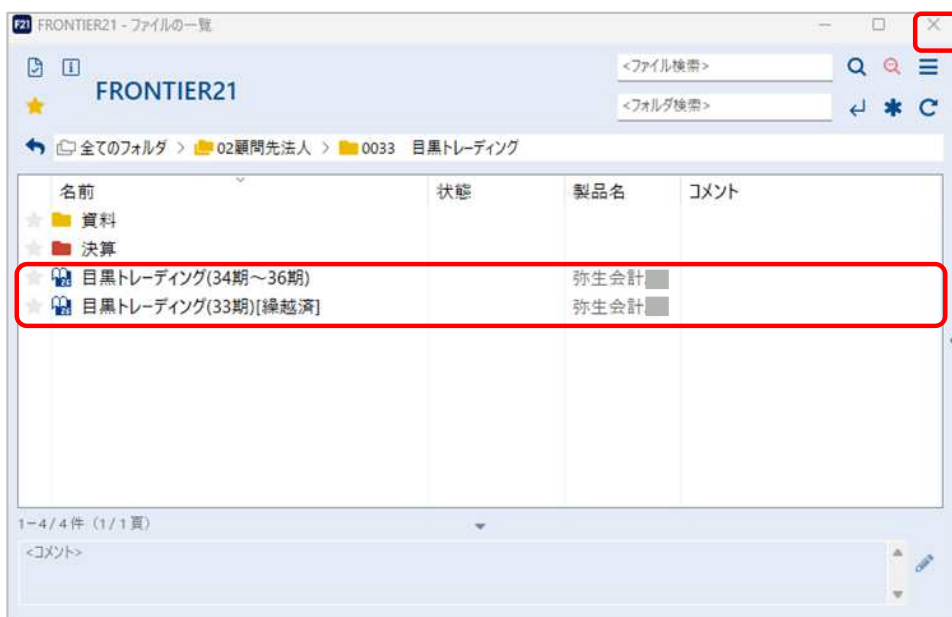 F21 FRONTIER21 - ファイルの一覧
<ファイル検索>
FRONTIER21
<フォルダ検索>
全てのフォルダ > 02顧問先法人 > 0033 目黒トレーディング
名前 状態 製品名 コメント
資料
決算
目黒トレーディング(34期～36期) 弥生会計
目黒トレーディング(33期)[繰越済] 弥生会計
1-4/4件 (1/1頁)
<コメント>